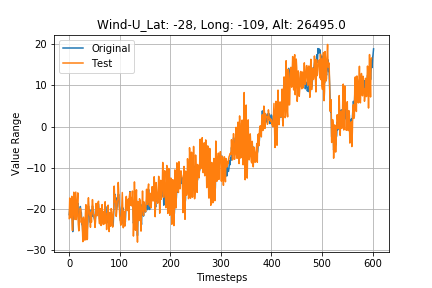 Wind-U_Lat: -28, Long: -109, Alt: 26495.0
Original
Test
Value Range
20
10
0
−10
−20
−30
0 100 200 300 400 500 600
Timesteps